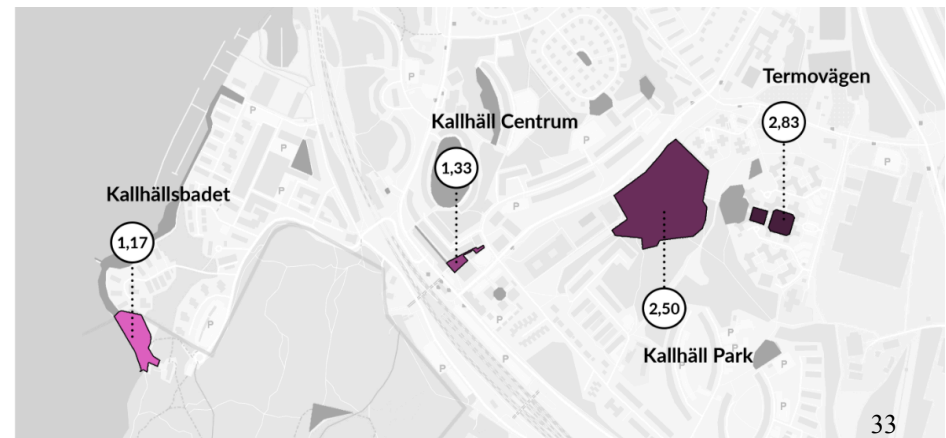 Termovägen
2,83
Kallhäll Centrum
1,33
Kallhällsbadet
1,17
2,50
Kallhäll Park
P
P
P
P
P
P
P
P
P
33